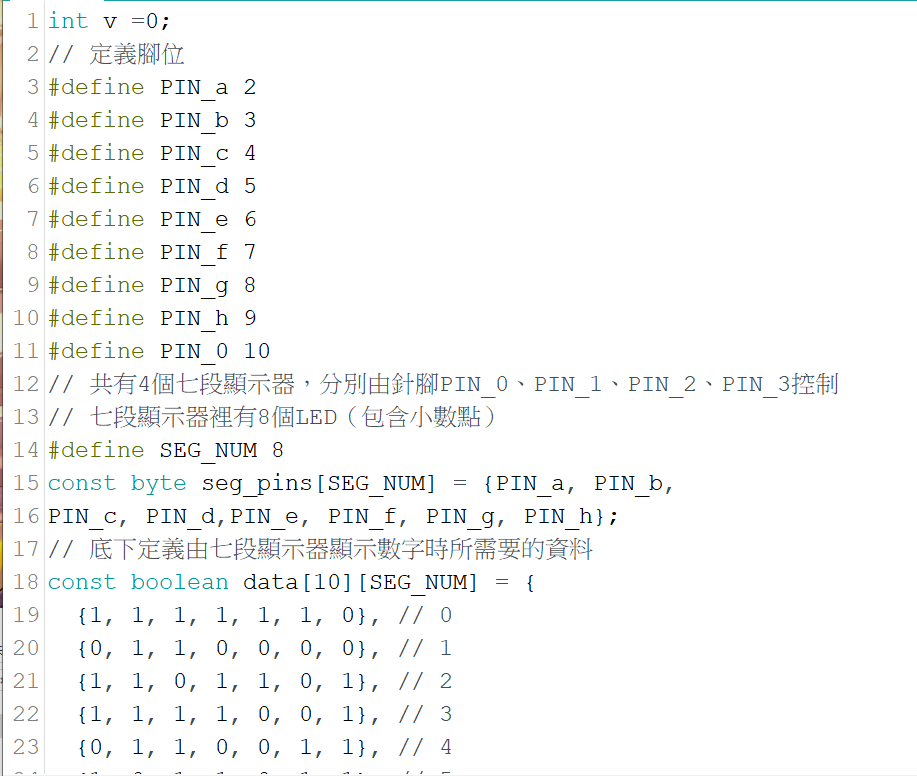 1 int v =0;
2 // 定義腳位
3 #define PIN_a 2
4 #define PIN_b 3
5 #define PIN_c 4
6 #define PIN_d 5
7 #define PIN_e 6
8 #define PIN_f 7
9 #define PIN_g 8
10 #define PIN_h 9
11 #define PIN_0 10
12 // 共有4個七段顯示器，分別由針腳PIN_0、PIN_1、PIN_2、PIN_3控制
13 // 七段顯示器裡有8個LED（包含小數點）
14 #define SEG_NUM 8
15 const byte seg_pins[SEG_NUM] = {PIN_a, PIN_b,
16 PIN_c, PIN_d,PIN_e, PIN_f, PIN_g, PIN_h};
17 // 底下定義由七段顯示器顯示數字時所需要的資料
18 const boolean data[10][SEG_NUM] = {
19 {1, 1, 1, 1, 1, 1, 0}, // 0
20 {0, 1, 1, 0, 0, 0, 0}, // 1
21 {1, 1, 0, 1, 1, 0, 1}, // 2
22 {1, 1, 1, 1, 0, 0, 1}, // 3
23 {0, 1, 1, 0, 0, 1, 1}, // 4